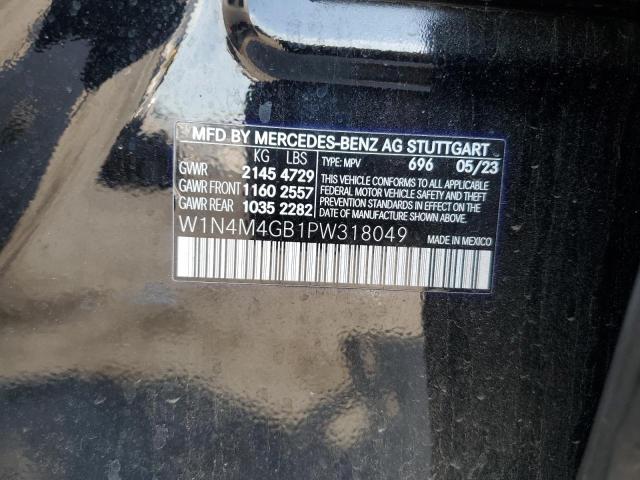 MFD BY MERCEDES-BENZ AG STUTTGART
KG LBS TYPE: MPV 696 05/23
GVWR 2145 4729
GAWR FRONT 1160 2557
GAWR REAR 1035 2282
THIS VEHICLE CONFORMS TO ALL APPLICABLE
FEDERAL MOTOR VEHICLE SAFETY AND THEFT
PREVENTION STANDARDS IN EFFECT ON THE
DATE OF MANUFACTURE SHOWN ABOVE.
W1N4M4GB1PW318049 MADE IN MEXICO